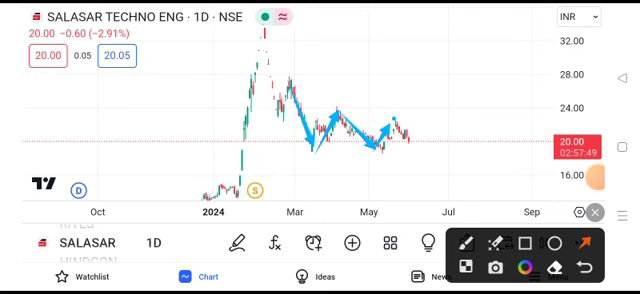 SALASAR TECHNO ENG · 1D · NSE
INR
20.00 −0.60 (−2.91%)
20.00 0.05 20.05
32.00
28.00
24.00
20.00
02:57:49
16.00
D S
Oct 2024 Mar May Jul Sep
SALASAR 1D
Watchlist Chart Ideas News Menu